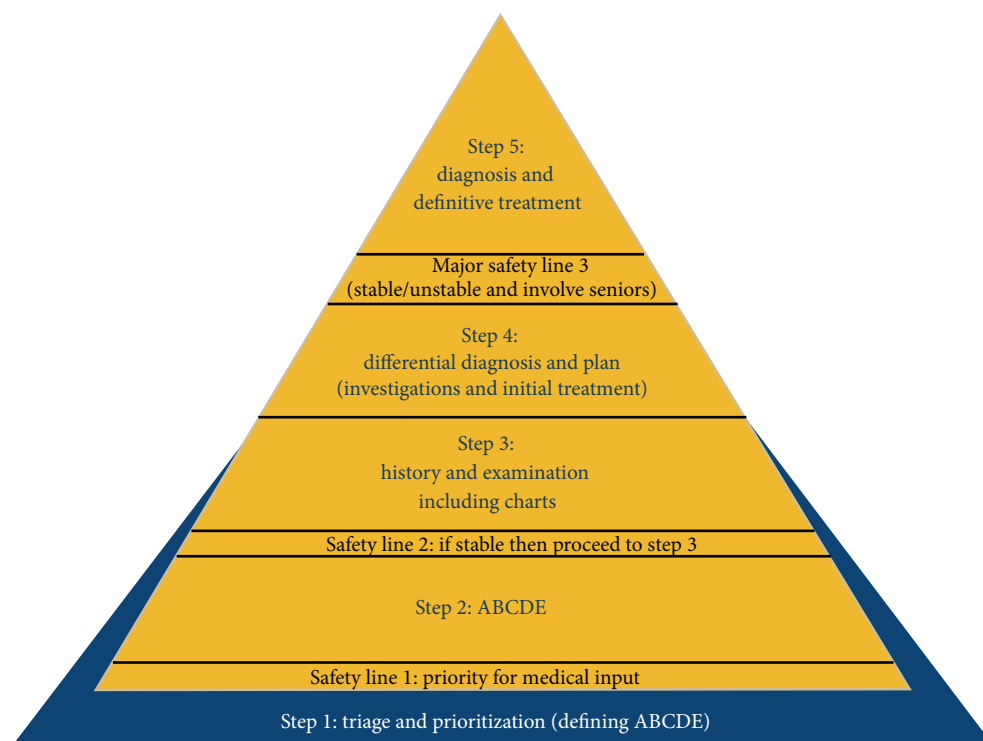 Step 5:
diagnosis and
definitive treatment
Major safety line 3
(stable/unstable and involve seniors)
Step 4:
differential diagnosis and plan
(investigations and initial treatment)
Step 3:
history and examination
including charts
Safety line 2: if stable then proceed to step 3
Step 2: ABCDE
Safety line 1: priority for medical input
Step 1: triage and prioritization (defining ABCDE)